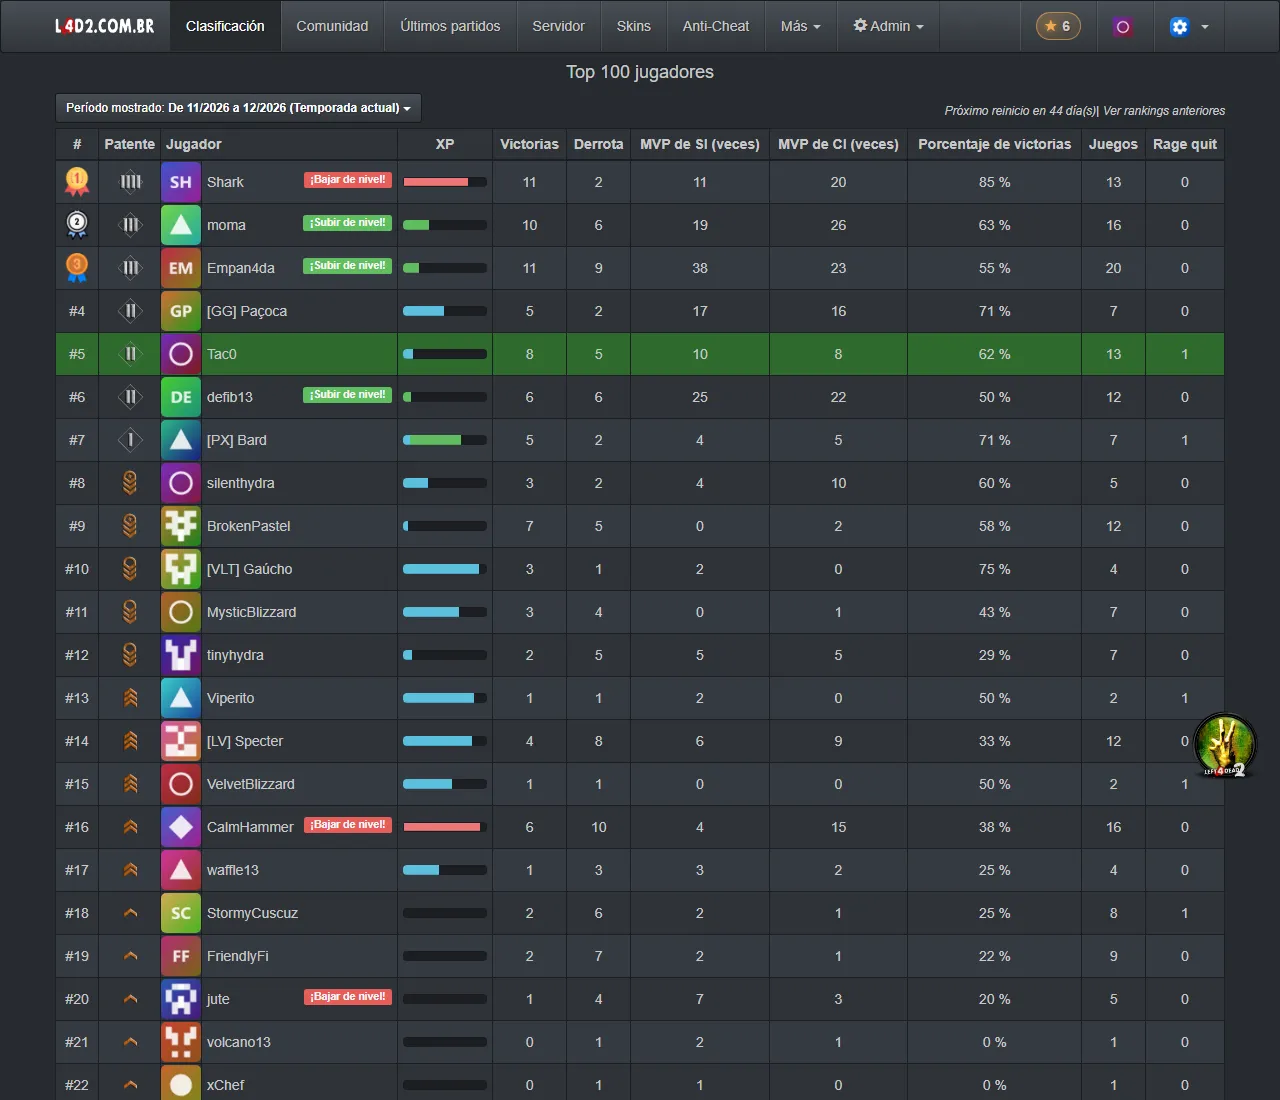 L4D2.COM.BR Clasificación Comunidad Últimos partidos Servidor Skins Anti-Cheat Más Admin 6
Top 100 jugadores
Período mostrado: De 11/2026 a 12/2026 (Temporada actual)
Próximo reinicio en 44 día(s)| Ver rankings anteriores
# Patente Jugador XP Victorias Derrota MVP de SI (veces) MVP de CI (veces) Porcentaje de victorias Juegos Rage quit
1 SH Shark ¡Bajar de nivel! 11 2 11 20 85 % 13 0
2 moma ¡Subir de nivel! 10 6 19 26 63 % 16 0
3 EM Empan4da ¡Subir de nivel! 11 9 38 23 55 % 20 0
#4 GP [GG] Paçoca 5 2 17 16 71 % 7 0
#5 Tac0 8 5 10 8 62 % 13 1
#6 DE defib13 ¡Subir de nivel! 6 6 25 22 50 % 12 0
#7 [PX] Bard 5 2 4 5 71 % 7 1
#8 silenthydra 3 2 4 10 60 % 5 0
#9 BrokenPastel 7 5 0 2 58 % 12 0
#10 [VLT] Gaúcho 3 1 2 0 75 % 4 0
#11 MysticBlizzard 3 4 0 1 43 % 7 0
#12 tinyhydra 2 5 5 5 29 % 7 0
#13 Viperito 1 1 2 0 50 % 2 1
#14 [LV] Specter 4 8 6 9 33 % 12 0
LEFT 4 DEAD 2
#15 VelvetBlizzard 1 1 0 0 50 % 2 1
#16 CalmHammer ¡Bajar de nivel! 6 10 4 15 38 % 16 0
#17 waffle13 1 3 3 2 25 % 4 0
#18 SC StormyCuscuz 2 6 2 1 25 % 8 1
#19 FF FriendlyFi 2 7 2 1 22 % 9 0
#20 jute ¡Bajar de nivel! 1 4 7 3 20 % 5 0
#21 volcano13 0 1 2 1 0 % 1 0
#22 xChef 0 1 1 0 0 % 1 0